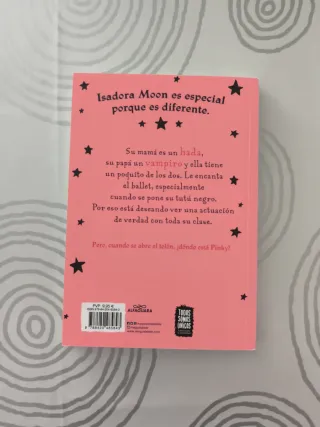 Isadora Moon es especial
porque es diferente.
Su mamá es un hada,
su papá un vampiro y ella tiene
un poquito de los dos. Le encanta
el ballet, especialmente
cuando se pone su tutú negro.
Por eso está deseando ver una actuación
de verdad con toda su clase.
Pero, cuando se abre el telón, ¿dónde está Pinky?
ALFAGUARA
TODOS
SOMOS
ÚNICOS